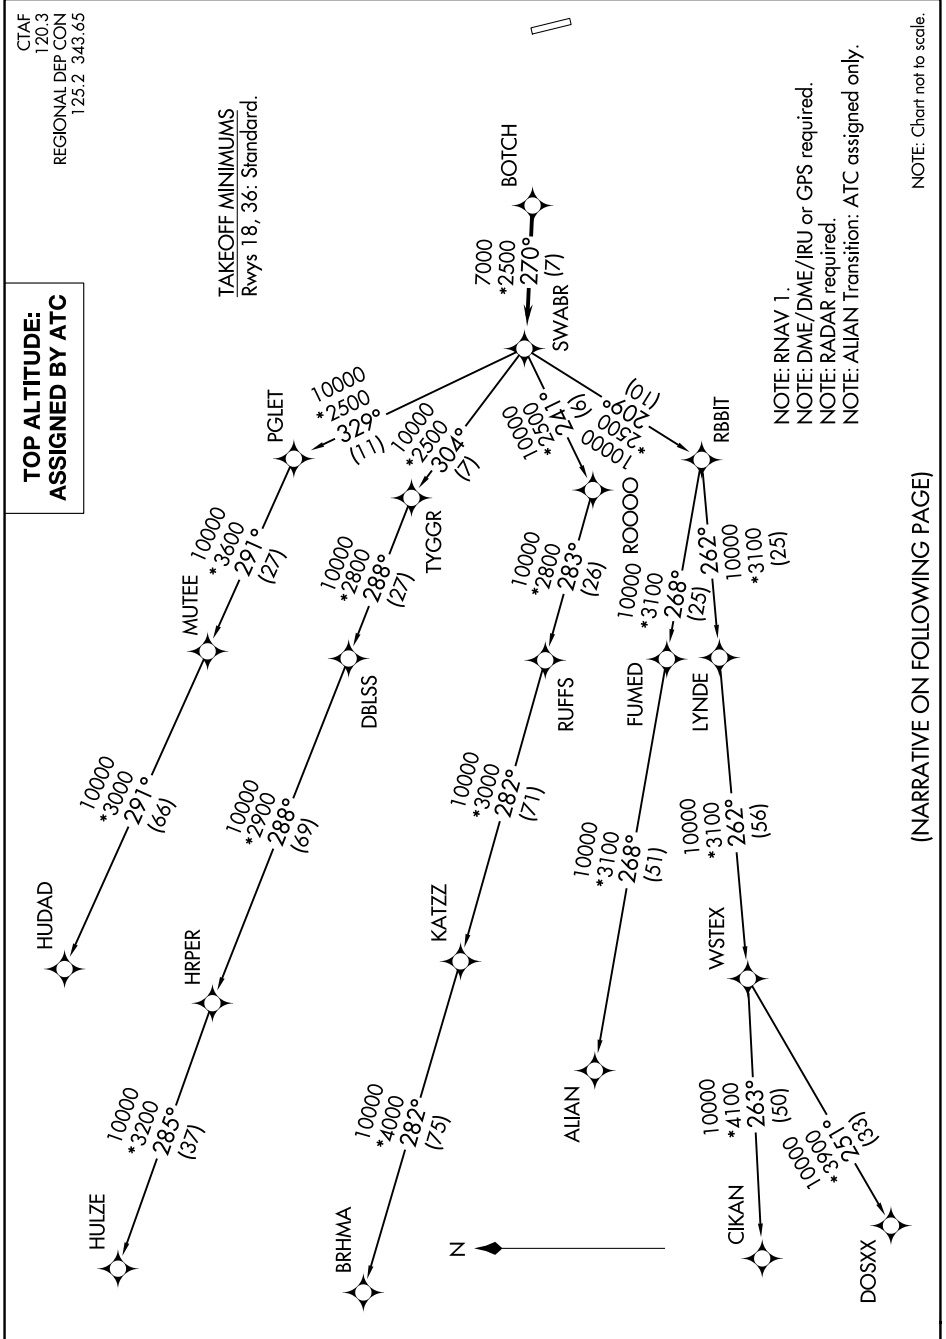 TOP ALTITUDE:
ASSIGNED BY ATC
CTAF
120.3
REGIONAL DEP CON
125.2 343.65
TAKEOFF MINIMUMS
Rwys 18, 36: Standard.
BOTCH
7000
*2500
270°
(7)
SWABR
PGLET
10000
*2500
329°
(11)
10000
*2500
304°
(7)
TYGGR
10000
*2500
241°
(6)
ROOOO
10000
*2500
209°
(10)
RBBIT
MUTEE
10000
*3600
291°
(27)
HUDAD
10000
*3000
291°
(66)
DBLSS
10000
*2800
288°
(27)
HRPER
10000
*2900
288°
(69)
HULZE
10000
*3200
285°
(37)
RUFFS
10000
*2800
283°
(26)
KATZZ
10000
*3000
282°
(71)
BRHMA
10000
*4000
282°
(75)
FUMED
10000
*3100
268°
(25)
ALIAN
10000
*3100
268°
(51)
LYNDE
262°
10000
*3100
(25)
WSTEX
10000
*3100
262°
(56)
CIKAN
10000
*4100
263°
(50)
DOSXX
10000
*3900
251°
(33)
N
NOTE: RNAV 1.
NOTE: DME/DME/IRU or GPS required.
NOTE: RADAR required.
NOTE: ALIAN Transition: ATC assigned only.
NOTE: Chart not to scale.
(NARRATIVE ON FOLLOWING PAGE)